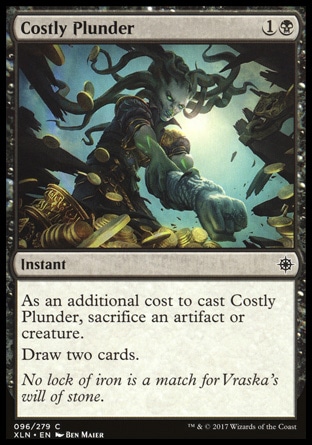 Costly Plunder 1
Instant
As an additional cost to cast Costly
Plunder, sacrifice an artifact or
creature.
Draw two cards.
No lock of iron is a match for Vraska's
will of stone.
096/279 C
XLN • EN Ben Maier
™ & © 2017 Wizards of the Coast